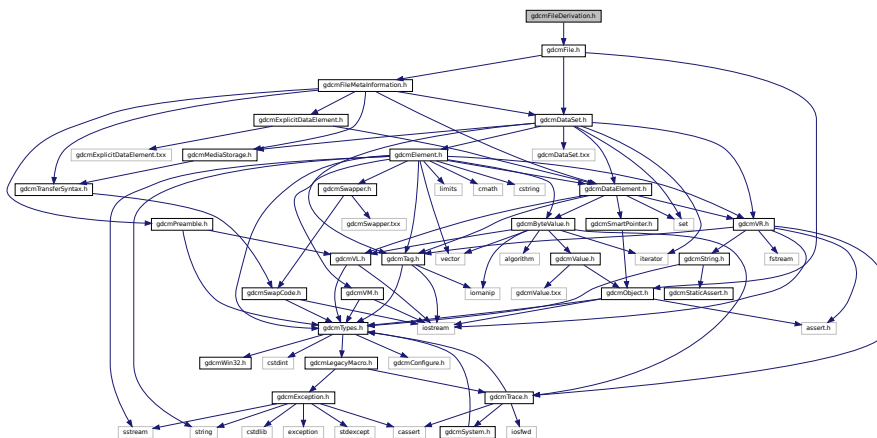 gdcmFileDerivation.h
gdcmFile.h
gdcmFileMetaInformation.h
gdcmExplicitDataElement.h
gdcmDataSet.h
gdcmExplicitDataElement.txx
gdcmMediaStorage.h
gdcmElement.h
gdcmDataSet.txx
gdcmTransferSyntax.h
gdcmSwapper.h
limits
cmath
cstring
gdcmDataElement.h
gdcmPreamble.h
gdcmSwapper.txx
gdcmByteValue.h
gdcmSmartPointer.h
set
gdcmVR.h
gdcmVL.h
gdcmTag.h
vector
algorithm
gdcmValue.h
iterator
gdcmString.h
fstream
gdcmSwapCode.h
gdcmVM.h
iomanip
gdcmValue.txx
gdcmObject.h
gdcmStaticAssert.h
gdcmTypes.h
iostream
assert.h
gdcmWin32.h
cstdint
gdcmLegacyMacro.h
gdcmConfigure.h
gdcmException.h
gdcmTrace.h
sstream
string
cstdlib
exception
stdexcept
cassert
gdcmSystem.h
iosfwd